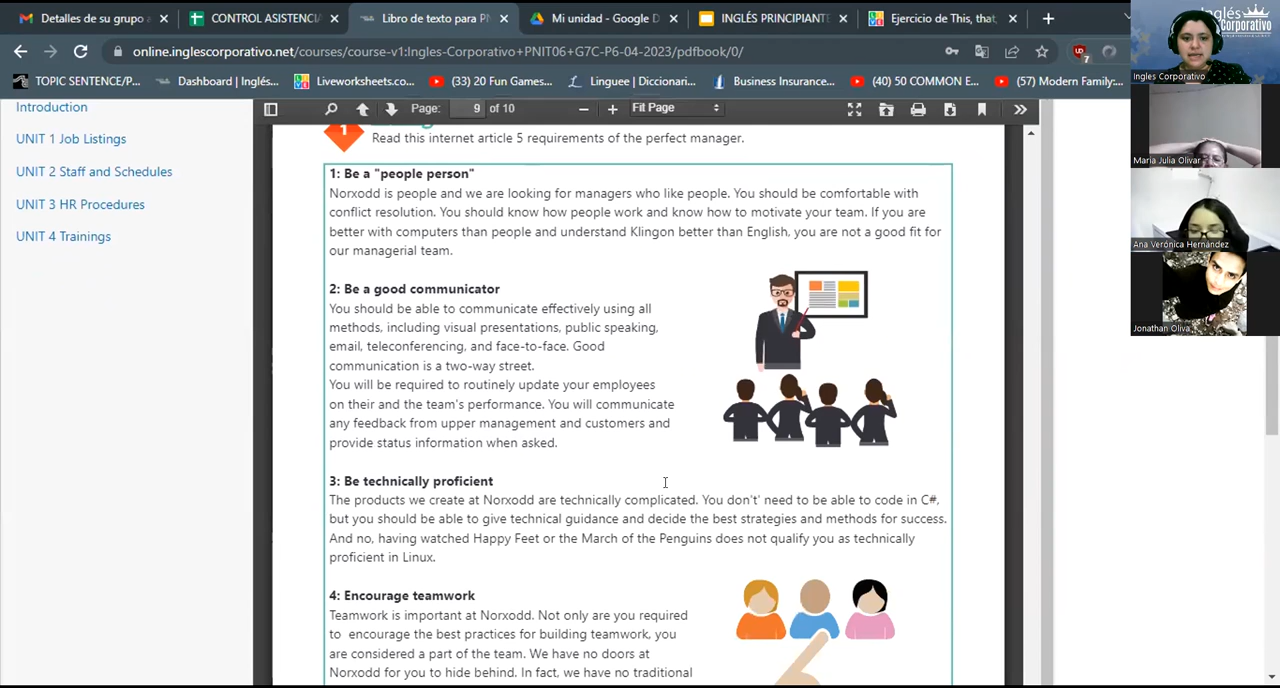 Detalles de su grupo a
CONTROL ASISTENCI
Libro de texto para PN
Mi unidad - Google D
INGLÉS PRINCIPIANTE
Ejercicio de This, that,
online.inglescorporativo.net/courses/course-v1:Ingles-Corporativo+PNIT06+G7C-P6-04-2023/pdfbook/0/
7
TOPIC SENTENCE/P...
Dashboard | Inglés...
Liveworksheets.co...
(33) 20 Fun Games...
Linguee | Diccionari...
Business Insurance...
(40) 50 COMMON E...
(57) Modern Family:...
Page: 9 of 10
Fit Page
Introduction
UNIT 1 Job Listings
UNIT 2 Staff and Schedules
UNIT 3 HR Procedures
UNIT 4 Trainings
1
Read this internet article 5 requirements of the perfect manager.
1: Be a "people person"
Norxodd is people and we are looking for managers who like people. You should be comfortable with
conflict resolution. You should know how people work and know how to motivate your team. If you are
better with computers than people and understand Klingon better than English, you are not a good fit for
our managerial team.
2: Be a good communicator
You should be able to communicate effectively using all
methods, including visual presentations, public speaking,
email, teleconferencing, and face-to-face. Good
communication is a two-way street.
You will be required to routinely update your employees
on their and the team's performance. You will communicate
any feedback from upper management and customers and
provide status information when asked.
3: Be technically proficient
The products we create at Norxodd are technically complicated. You don't' need to be able to code in C#,
but you should be able to give technical guidance and decide the best strategies and methods for success.
And no, having watched Happy Feet or the March of the Penguins does not qualify you as technically
proficient in Linux.
4: Encourage teamwork
Teamwork is important at Norxodd. Not only are you required
to encourage the best practices for building teamwork, you
are considered a part of the team. We have no doors at
Norxodd for you to hide behind. In fact, we have no traditional
Inglés
Corporativo
Ingles Corporativo
Maria Julia Olivar
Ana Verónica Hernández
Jonathan Oliva